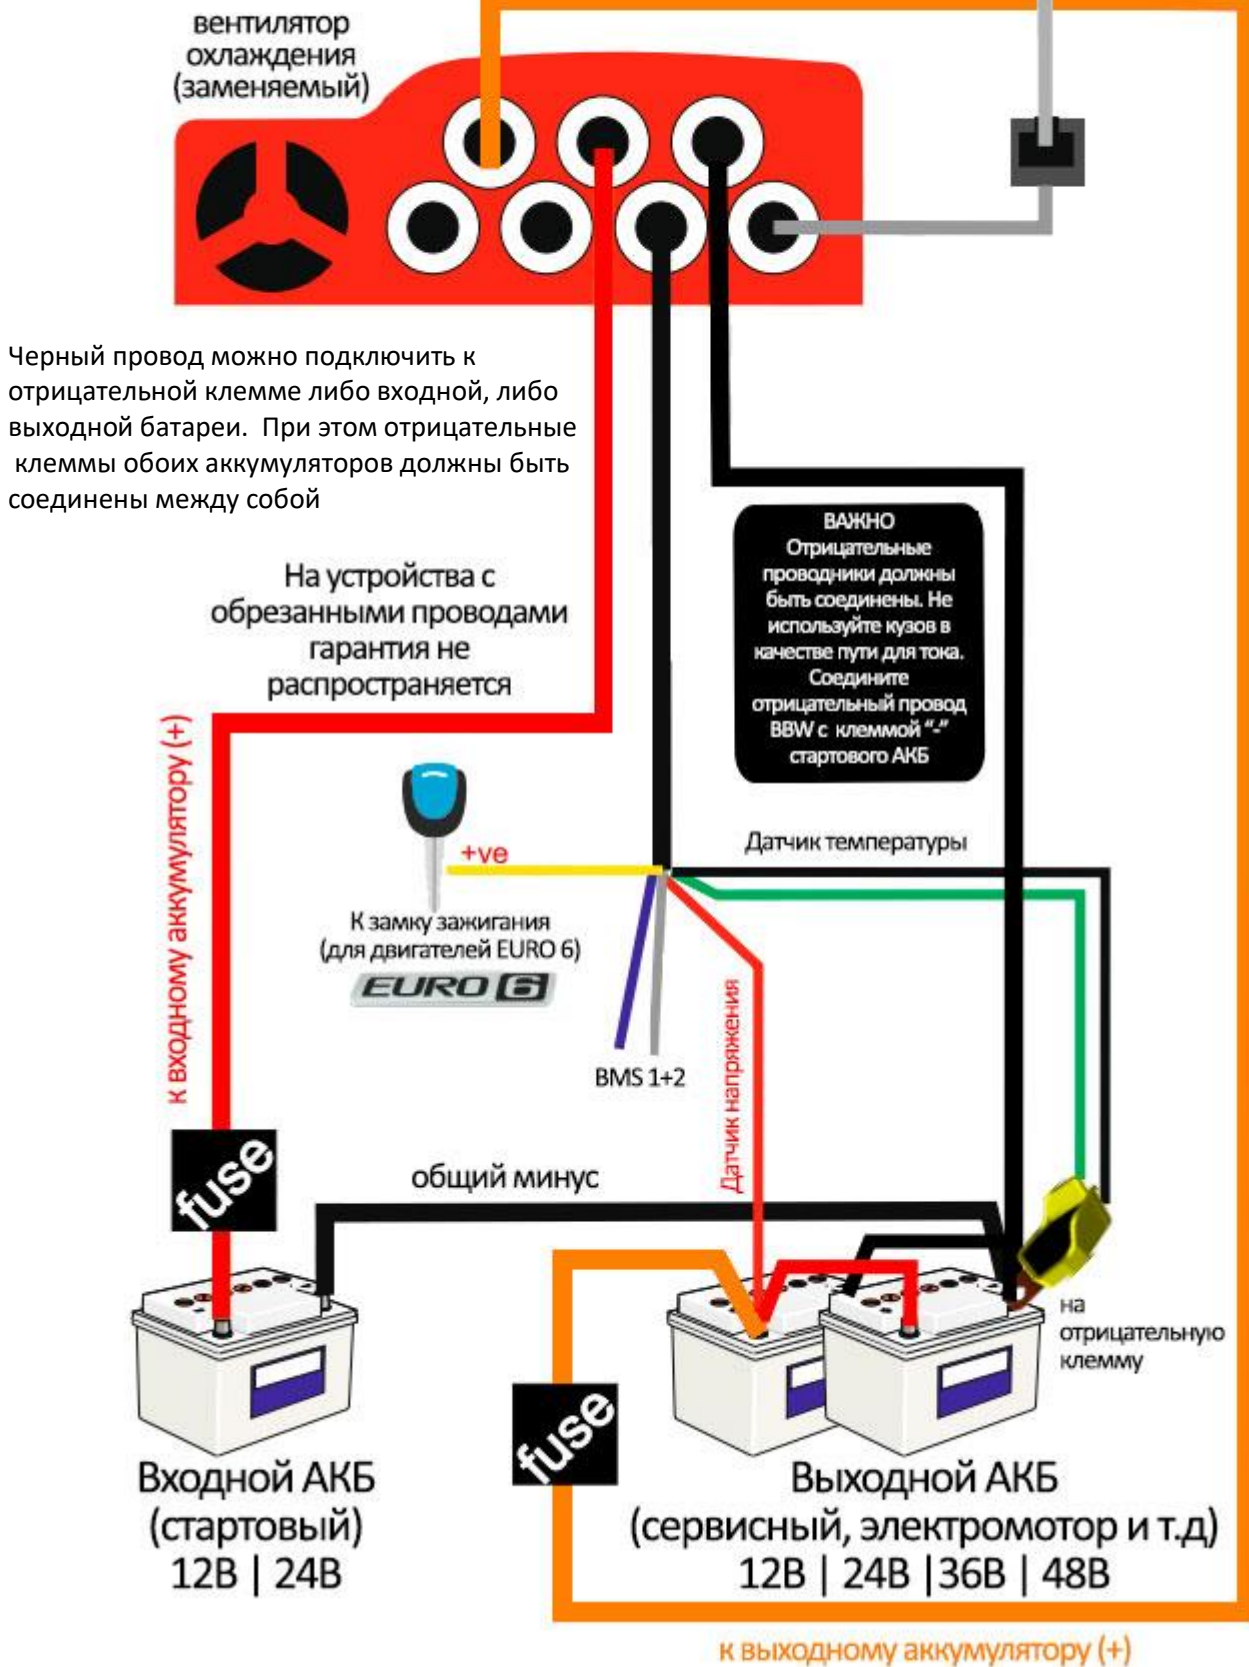 вентилятор
охлаждения
(заменяемый)
Черный провод можно подключить к
отрицательной клемме либо входной, либо
выходной батареи. При этом отрицательные
клеммы обоих аккумуляторов должны быть
соединены между собой
На устройства с
обрезанными проводами
гарантия не
распространяется
ВАЖНО
Отрицательные
проводники должны
быть соединены. Не
используйте кузов в
качестве пути для тока.
Соедините
отрицательный провод
BBW с клеммой “-”
стартового АКБ
к входному аккумулятору (+)
+ve
К замку зажигания
(для двигателей EURO 6)
EURO 6
Датчик температуры
BMS 1+2
Датчик напряжения
fuse
общий минус
на
отрицательную
клемму
fuse
Входной АКБ
(стартовый)
12В | 24В
Выходной АКБ
(сервисный, электромотор и т.д)
12В | 24В |36В | 48В
к выходному аккумулятору (+)